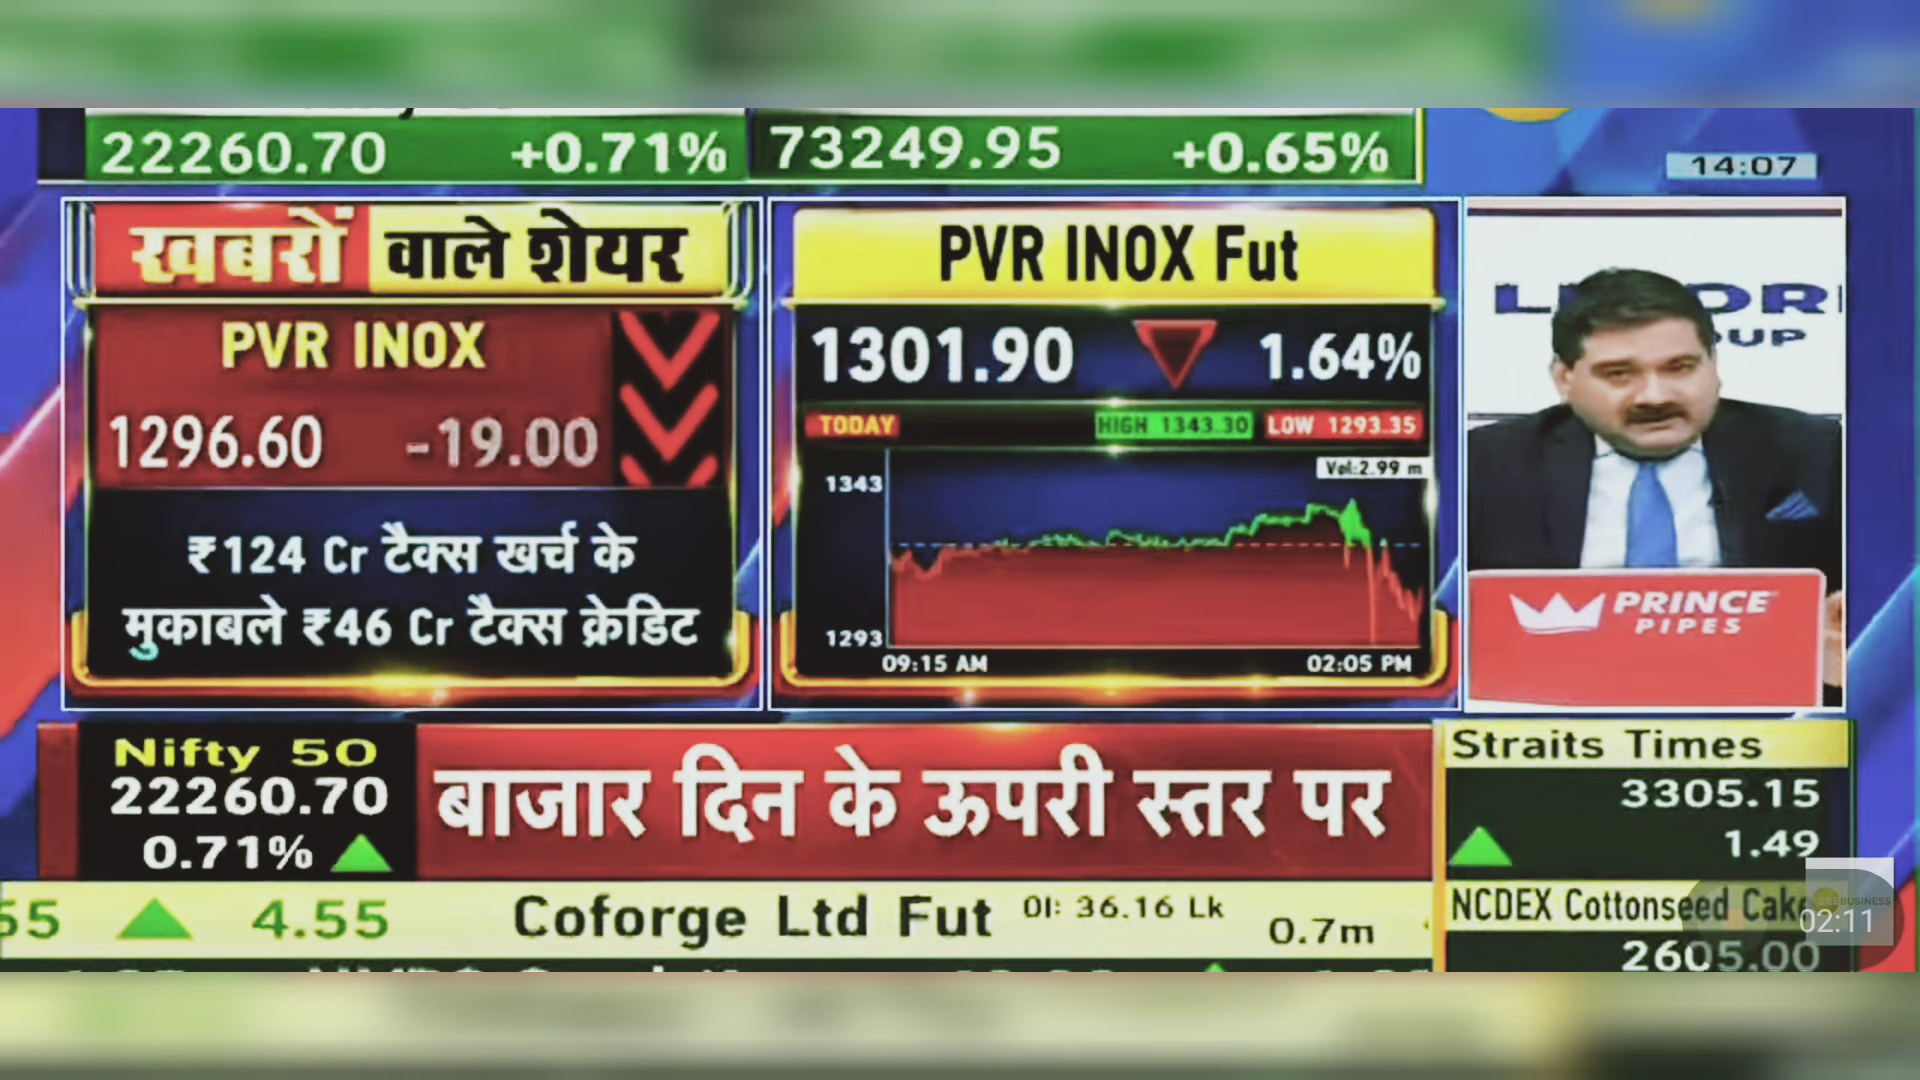 22260.70 +0.71% 73249.95 +0.65%
14:07
खबरों वाले शेयर
PVR INOX
1296.60 -19.00
₹124 Cr टैक्स खर्च के
मुकाबले ₹46 Cr टैक्स क्रेडिट
PVR INOX Fut
1301.90 1.64%
TODAY HIGH 1343.30 LOW 1293.35
Vol:2.99 m
1343
1293
09:15 AM 02:05 PM
PRINCE
PIPES
Nifty 50
22260.70
0.71%
बाजार दिन के ऊपरी स्तर पर
Straits Times
3305.15
1.49
NCDEX Cottonseed Cake
2605.00
ZEEBUSINESS
02:11
55 4.55 Coforge Ltd Fut OI: 36.16 Lk 0.7m